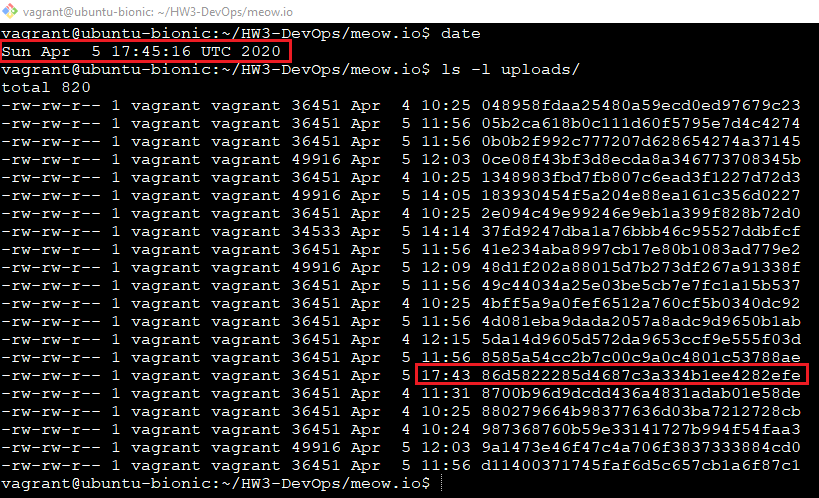 vagrant@ubuntu-bionic: ~/HW3-DevOps/meow.io
vagrant@ubuntu-bionic:~/HW3-DevOps/meow.io$ date
Sun Apr  5 17:45:16 UTC 2020
vagrant@ubuntu-bionic:~/HW3-DevOps/meow.io$ ls -l uploads/
total 820
-rw-rw-r-- 1 vagrant vagrant 36451 Apr  4 10:25 048958fdaa25480a59ecd0ed97679c23
-rw-rw-r-- 1 vagrant vagrant 36451 Apr  5 11:56 05b2ca618b0c111d60f5795e7d4c4274
-rw-rw-r-- 1 vagrant vagrant 36451 Apr  5 11:56 0b0b2f992c777207d628654274a37145
-rw-rw-r-- 1 vagrant vagrant 49916 Apr  5 12:03 0ce08f43bf3d8ecda8a346773708345b
-rw-rw-r-- 1 vagrant vagrant 36451 Apr  4 10:25 1348983fbd7fb807c6ead3f1227d72d3
-rw-rw-r-- 1 vagrant vagrant 49916 Apr  5 14:05 183930454f5a204e88ea161c356d0227
-rw-rw-r-- 1 vagrant vagrant 36451 Apr  4 10:25 2e094c49e99246e9eb1a399f828b72d0
-rw-rw-r-- 1 vagrant vagrant 34533 Apr  5 14:14 37fd9247dba1a76bbb46c95527ddbfcf
-rw-rw-r-- 1 vagrant vagrant 36451 Apr  5 11:56 41e234aba8997cb17e80b1083ad779e2
-rw-rw-r-- 1 vagrant vagrant 49916 Apr  5 12:09 48d1f202a88015d7b273df267a91338f
-rw-rw-r-- 1 vagrant vagrant 36451 Apr  5 11:56 49c44034a25e03be5cb7e7fc1a15b537
-rw-rw-r-- 1 vagrant vagrant 36451 Apr  4 10:25 4bff5a9a0fef6512a760cf5b0340dc92
-rw-rw-r-- 1 vagrant vagrant 36451 Apr  5 11:56 4d081eba9dada2057a8adc9d9650b1ab
-rw-rw-r-- 1 vagrant vagrant 36451 Apr  4 12:15 5da14d9605d572da9653ccf9e555f03d
-rw-rw-r-- 1 vagrant vagrant 36451 Apr  5 11:56 8585a54cc2b7c00c9a0c4801c53788ae
-rw-rw-r-- 1 vagrant vagrant 36451 Apr  5 17:43 86d5822285d4687c3a334b1ee4282efe
-rw-rw-r-- 1 vagrant vagrant 36451 Apr  4 11:31 8700b96d9dcdd436a4831adab01e58de
-rw-rw-r-- 1 vagrant vagrant 36451 Apr  4 10:25 880279664b98377636d03ba7212728cb
-rw-rw-r-- 1 vagrant vagrant 36451 Apr  4 10:24 987368760b59e33141727b994f54faa3
-rw-rw-r-- 1 vagrant vagrant 49916 Apr  5 12:03 9a1473e46f47c4a706f3837333884cd0
-rw-rw-r-- 1 vagrant vagrant 36451 Apr  5 11:56 d11400371745faf6d5c657cb1a6f87c1
vagrant@ubuntu-bionic:~/HW3-DevOps/meow.io$